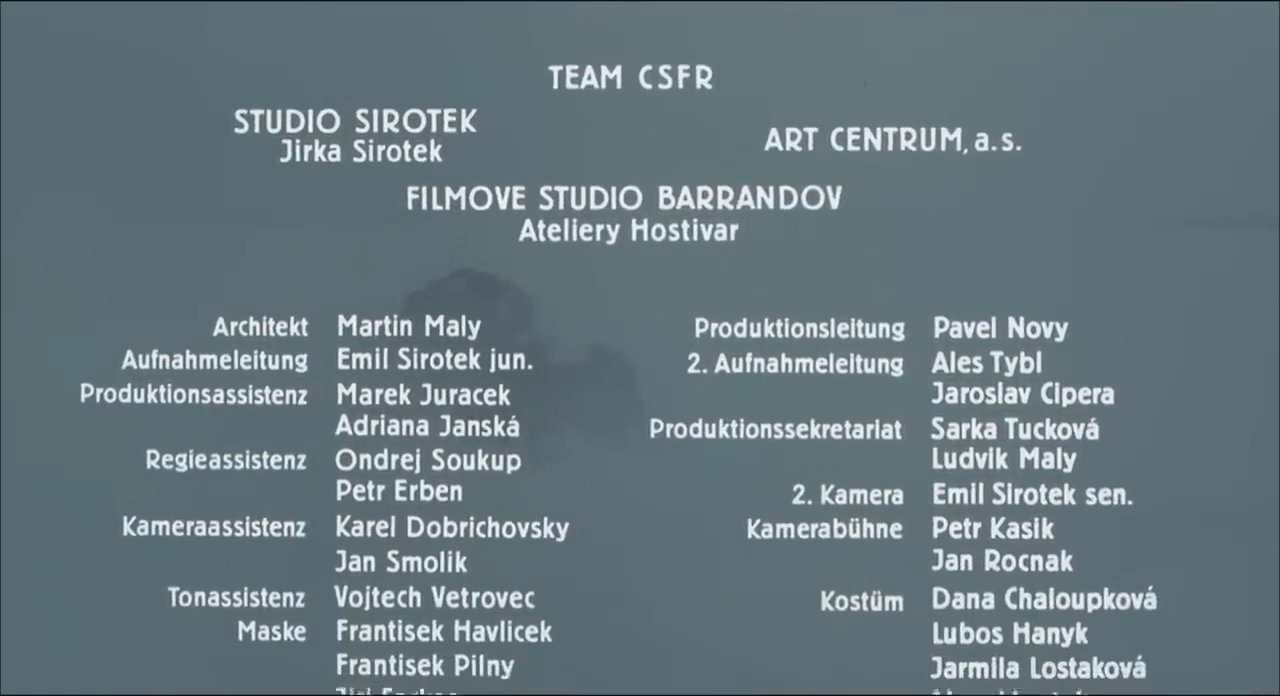 TEAM CSFR
STUDIO SIROTEK
Jirka Sirotek
ART CENTRUM, a.s.
FILMOVE STUDIO BARRANDOV
Ateliery Hostivar
Architekt Martin Maly
Aufnahmeleitung Emil Sirotek jun.
Produktionsassistenz Marek Juracek
Adriana Janská
Regieassistenz Ondrej Soukup
Petr Erben
Kameraassistenz Karel Dobrichovsky
Jan Smolik
Tonassistenz Vojtech Vetrovec
Maske Frantisek Havlicek
Frantisek Pilny
Produktionsleitung Pavel Novy
2. Aufnahmeleitung Ales Tybl
Jaroslav Cipera
Produktionssekretariat Sarka Tucková
Ludvik Maly
2. Kamera Emil Sirotek sen.
Kamerabühne Petr Kasik
Jan Rocnak
Kostüm Dana Chaloupková
Lubos Hanyk
Jarmila Lostaková